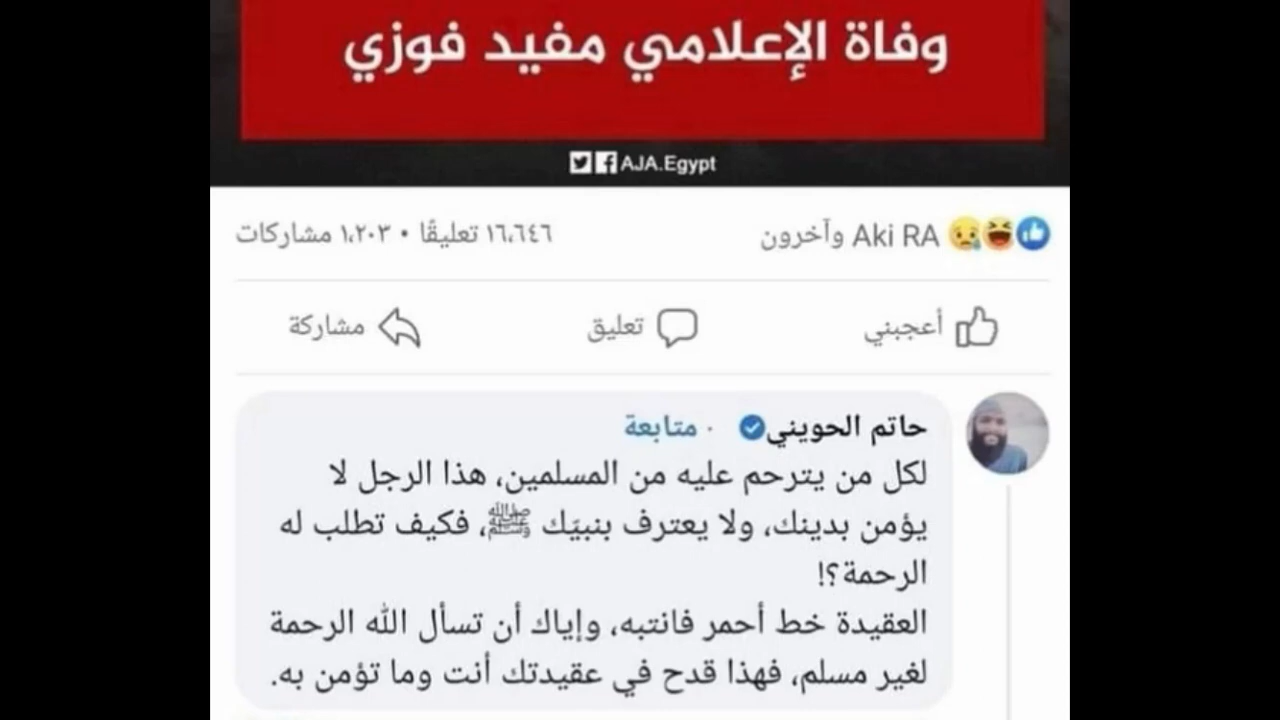 وفاة الإعلامي مفيد فوزي
AJA.Egypt
Aki RA وآخرون
١٦،٦٤٦ تعليقًا • ١،٢٠٣ مشاركات
أعجبني
تعليق
مشاركة
حاتم الحويني · متابعة
لكل من يترحم عليه من المسلمين، هذا الرجل لا
يؤمن بدينك، ولا يعترف بنبيّك ﷺ، فكيف تطلب له
الرحمة؟!
العقيدة خط أحمر فانتبه، وإياك أن تسأل الله الرحمة
لغير مسلم، فهذا قدح في عقيدتك أنت وما تؤمن به.